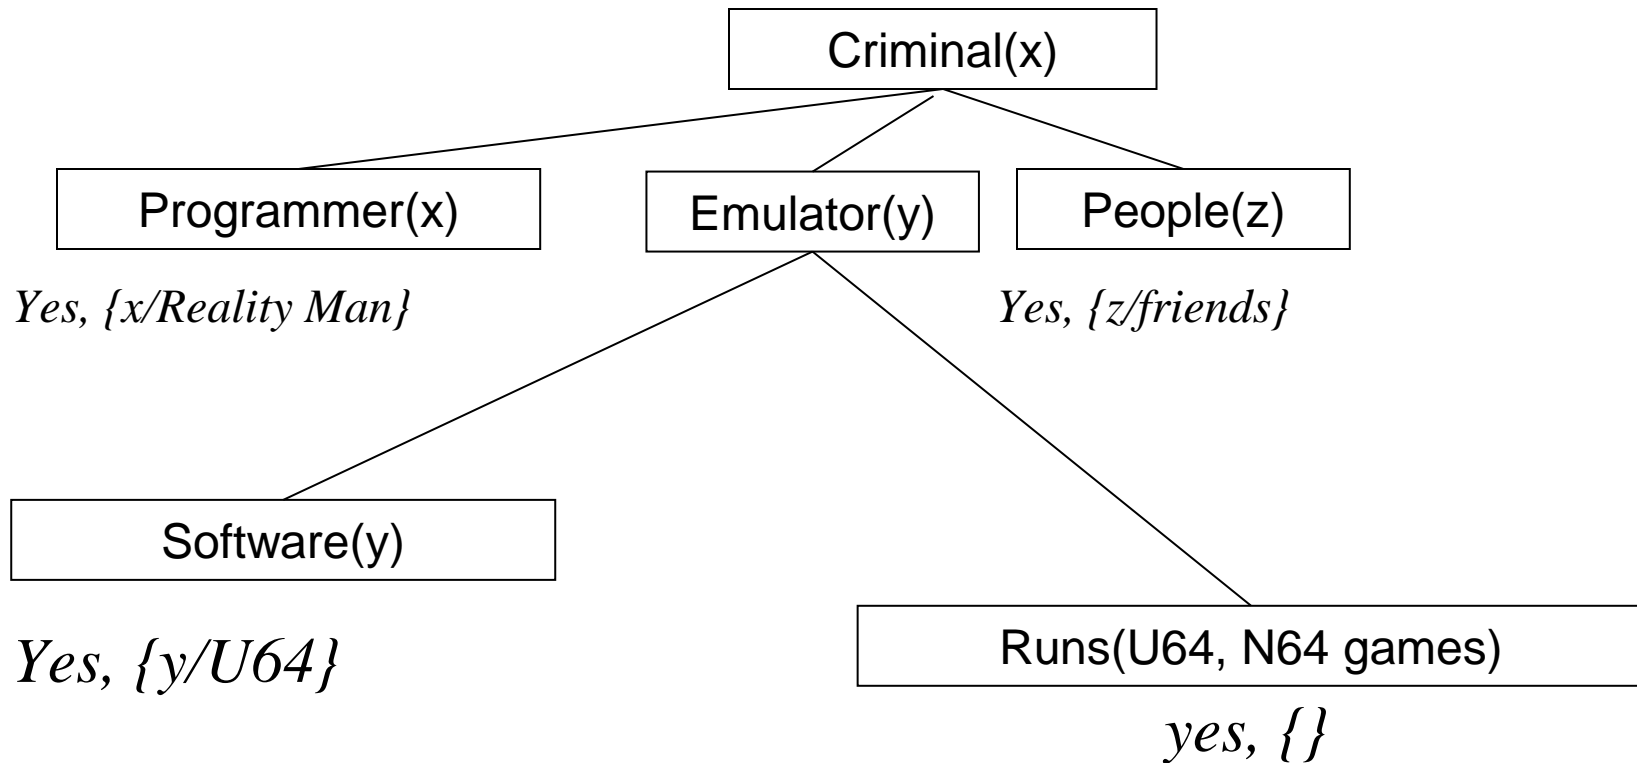 Criminal(x)
Programmer(x)
Emulator(y)
People(z)
Yes, {x/Reality Man}
Yes, {z/friends}
Software(y)
Yes, {y/U64}
Runs(U64, N64 games)
yes, {}